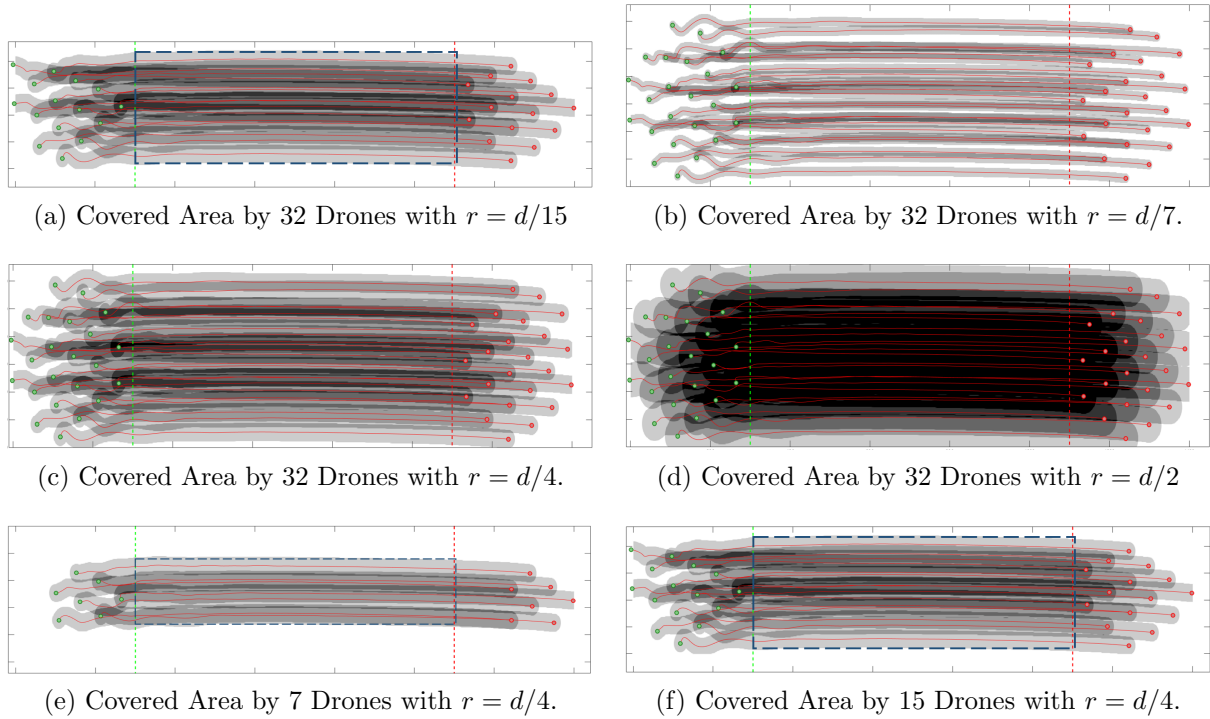 (a) Covered Area by 32 Drones with r = d/15
(b) Covered Area by 32 Drones with r = d/7.
(c) Covered Area by 32 Drones with r = d/4.
(d) Covered Area by 32 Drones with r = d/2
(e) Covered Area by 7 Drones with r = d/4.
(f) Covered Area by 15 Drones with r = d/4.